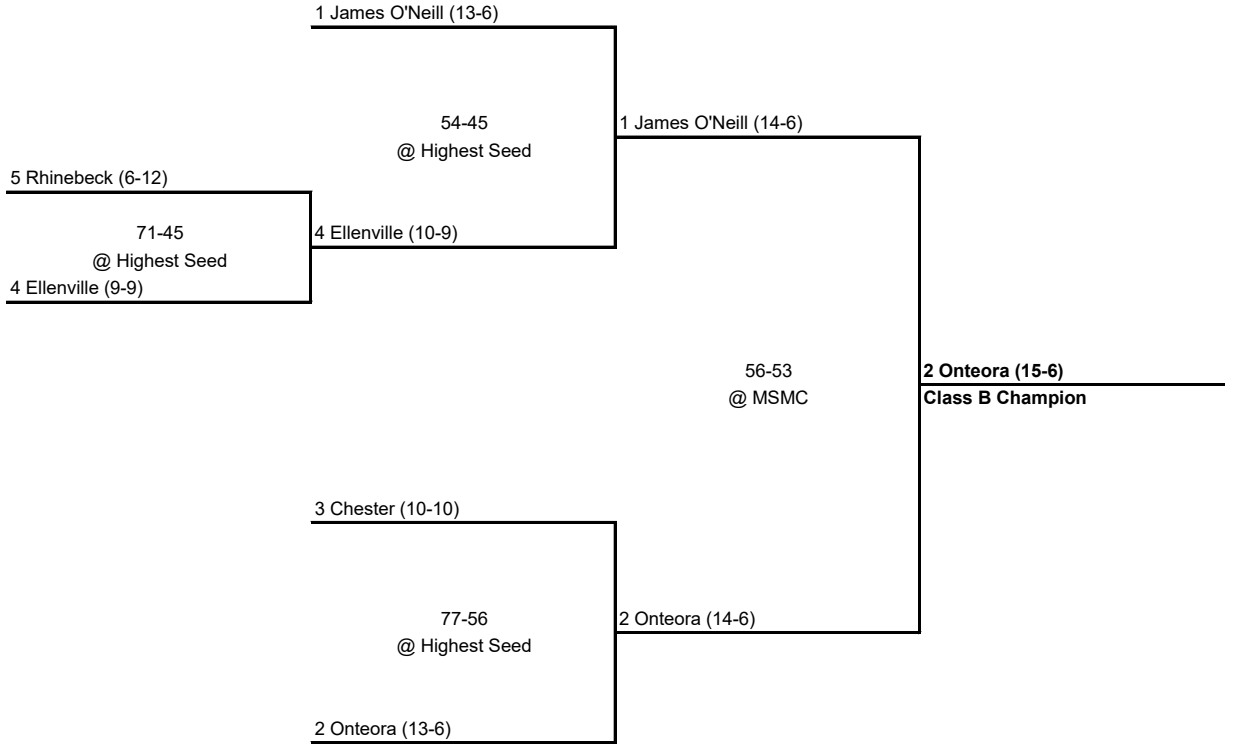 1 James O'Neill (13-6)
54-45
@ Highest Seed
1 James O'Neill (14-6)
5 Rhinebeck (6-12)
71-45
@ Highest Seed
4 Ellenville (10-9)
4 Ellenville (9-9)
56-53
@ MSMC
2 Onteora (15-6)
Class B Champion
3 Chester (10-10)
77-56
@ Highest Seed
2 Onteora (14-6)
2 Onteora (13-6)